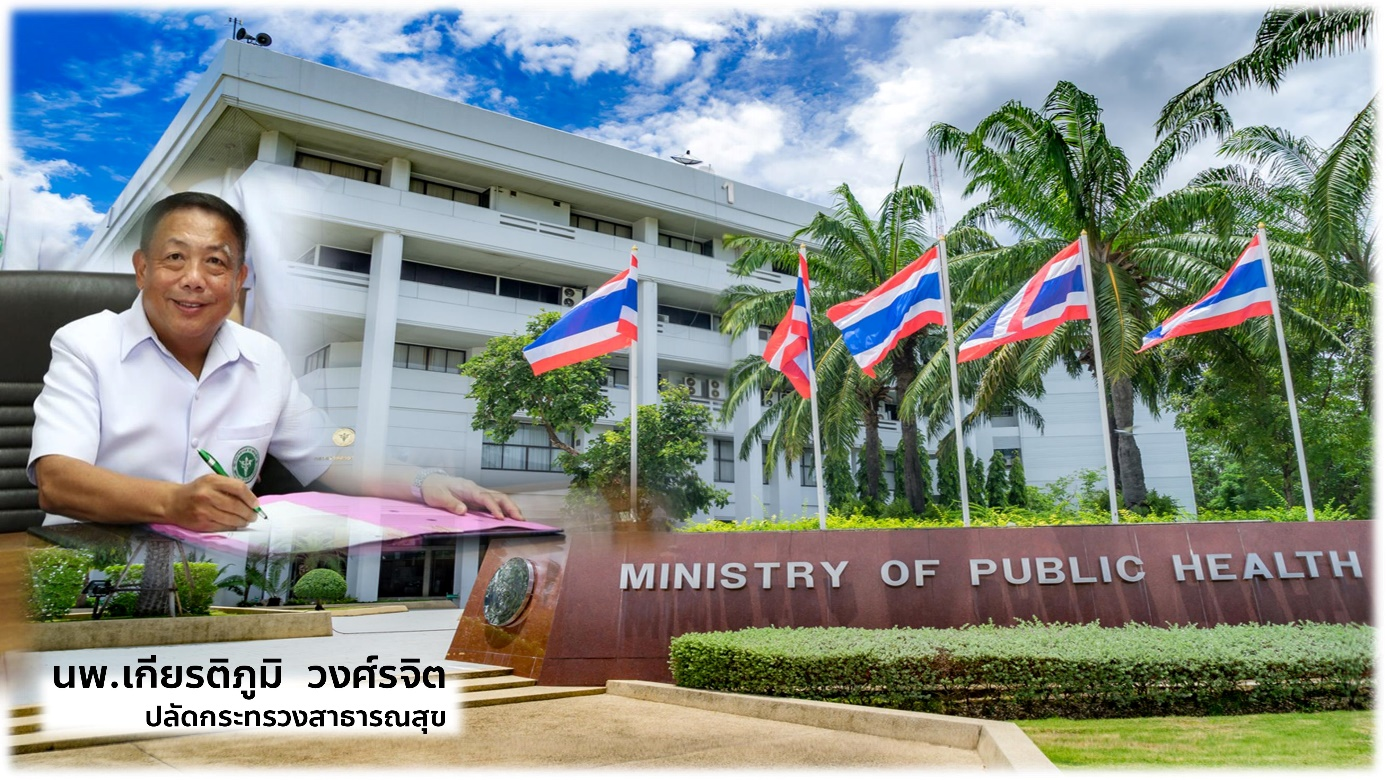 1
MINISTRY OF PUBLIC HEALTH
นพ.เกียรติภูมิ วงศ์รจิต
ปลัดกระทรวงสาธารณสุข